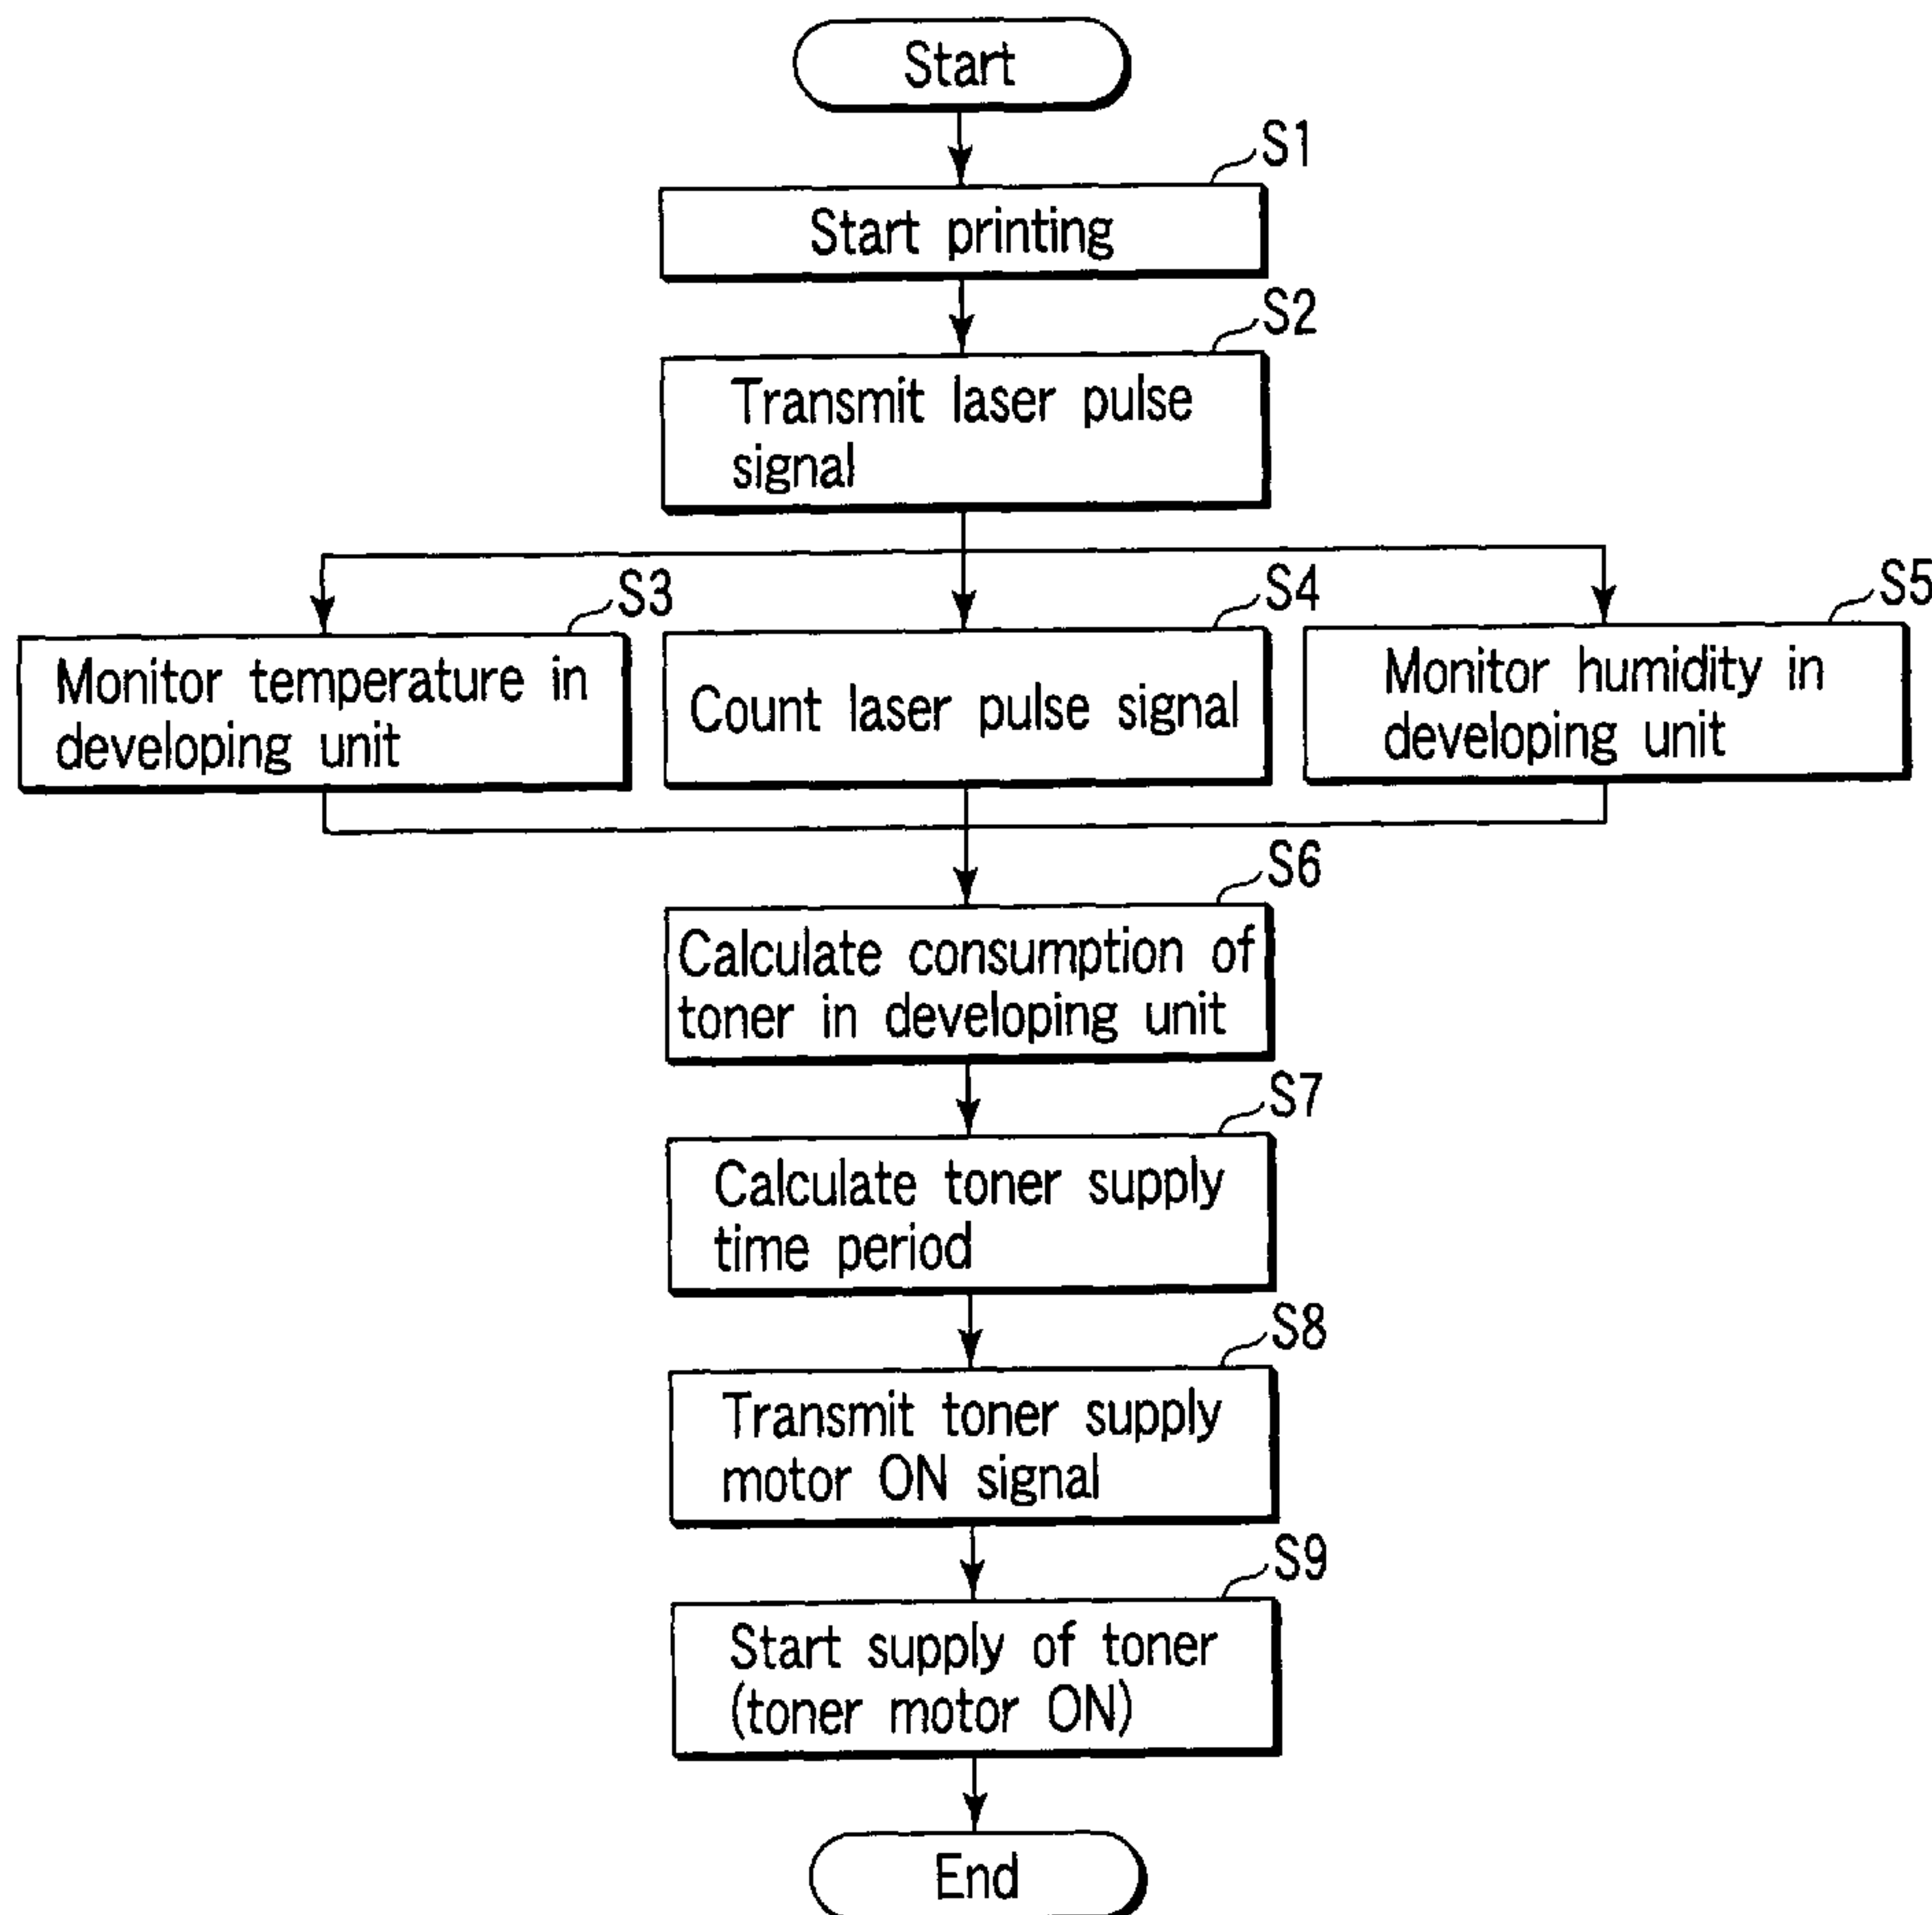 Start
S1
Start printing
S2
Transmit laser pulse
signal
S3
Monitor temperature in
developing unit
S4
Count laser pulse signal
S5
Monitor humidity in
developing unit
S6
Calculate consumption of
toner in developing unit
S7
Calculate toner supply
time period
S8
Transmit toner supply
motor ON signal
S9
Start supply of toner
(toner motor ON)
End